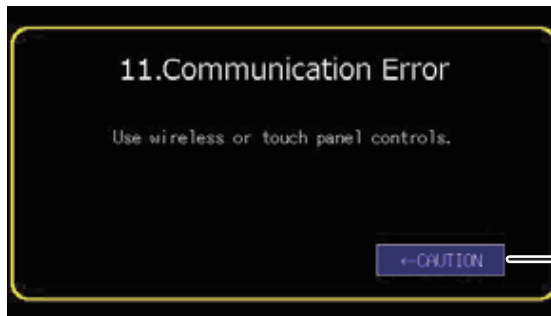 11.Communication Error
Use wireless or touch panel controls.
←CAUTION